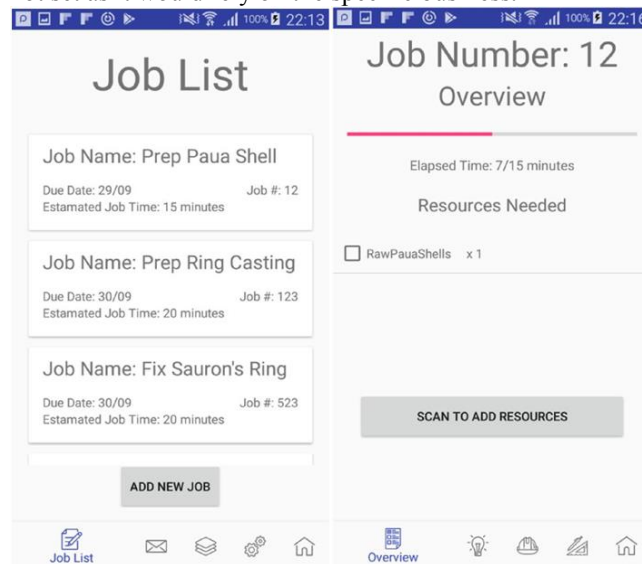 100% 22:13
Job List
Job Name: Prep Paua Shell
Due Date: 29/09 Job #: 12
Estamated Job Time: 15 minutes
Job Name: Prep Ring Casting
Due Date: 30/09 Job #: 123
Estamated Job Time: 20 minutes
Job Name: Fix Sauron's Ring
Due Date: 30/09 Job #: 523
Estamated Job Time: 20 minutes
ADD NEW JOB
Job List
100% 22:16
Job Number: 12
Overview
Elapsed Time: 7/15 minutes
Resources Needed
RawPauaShells x 1
SCAN TO ADD RESOURCES
Overview